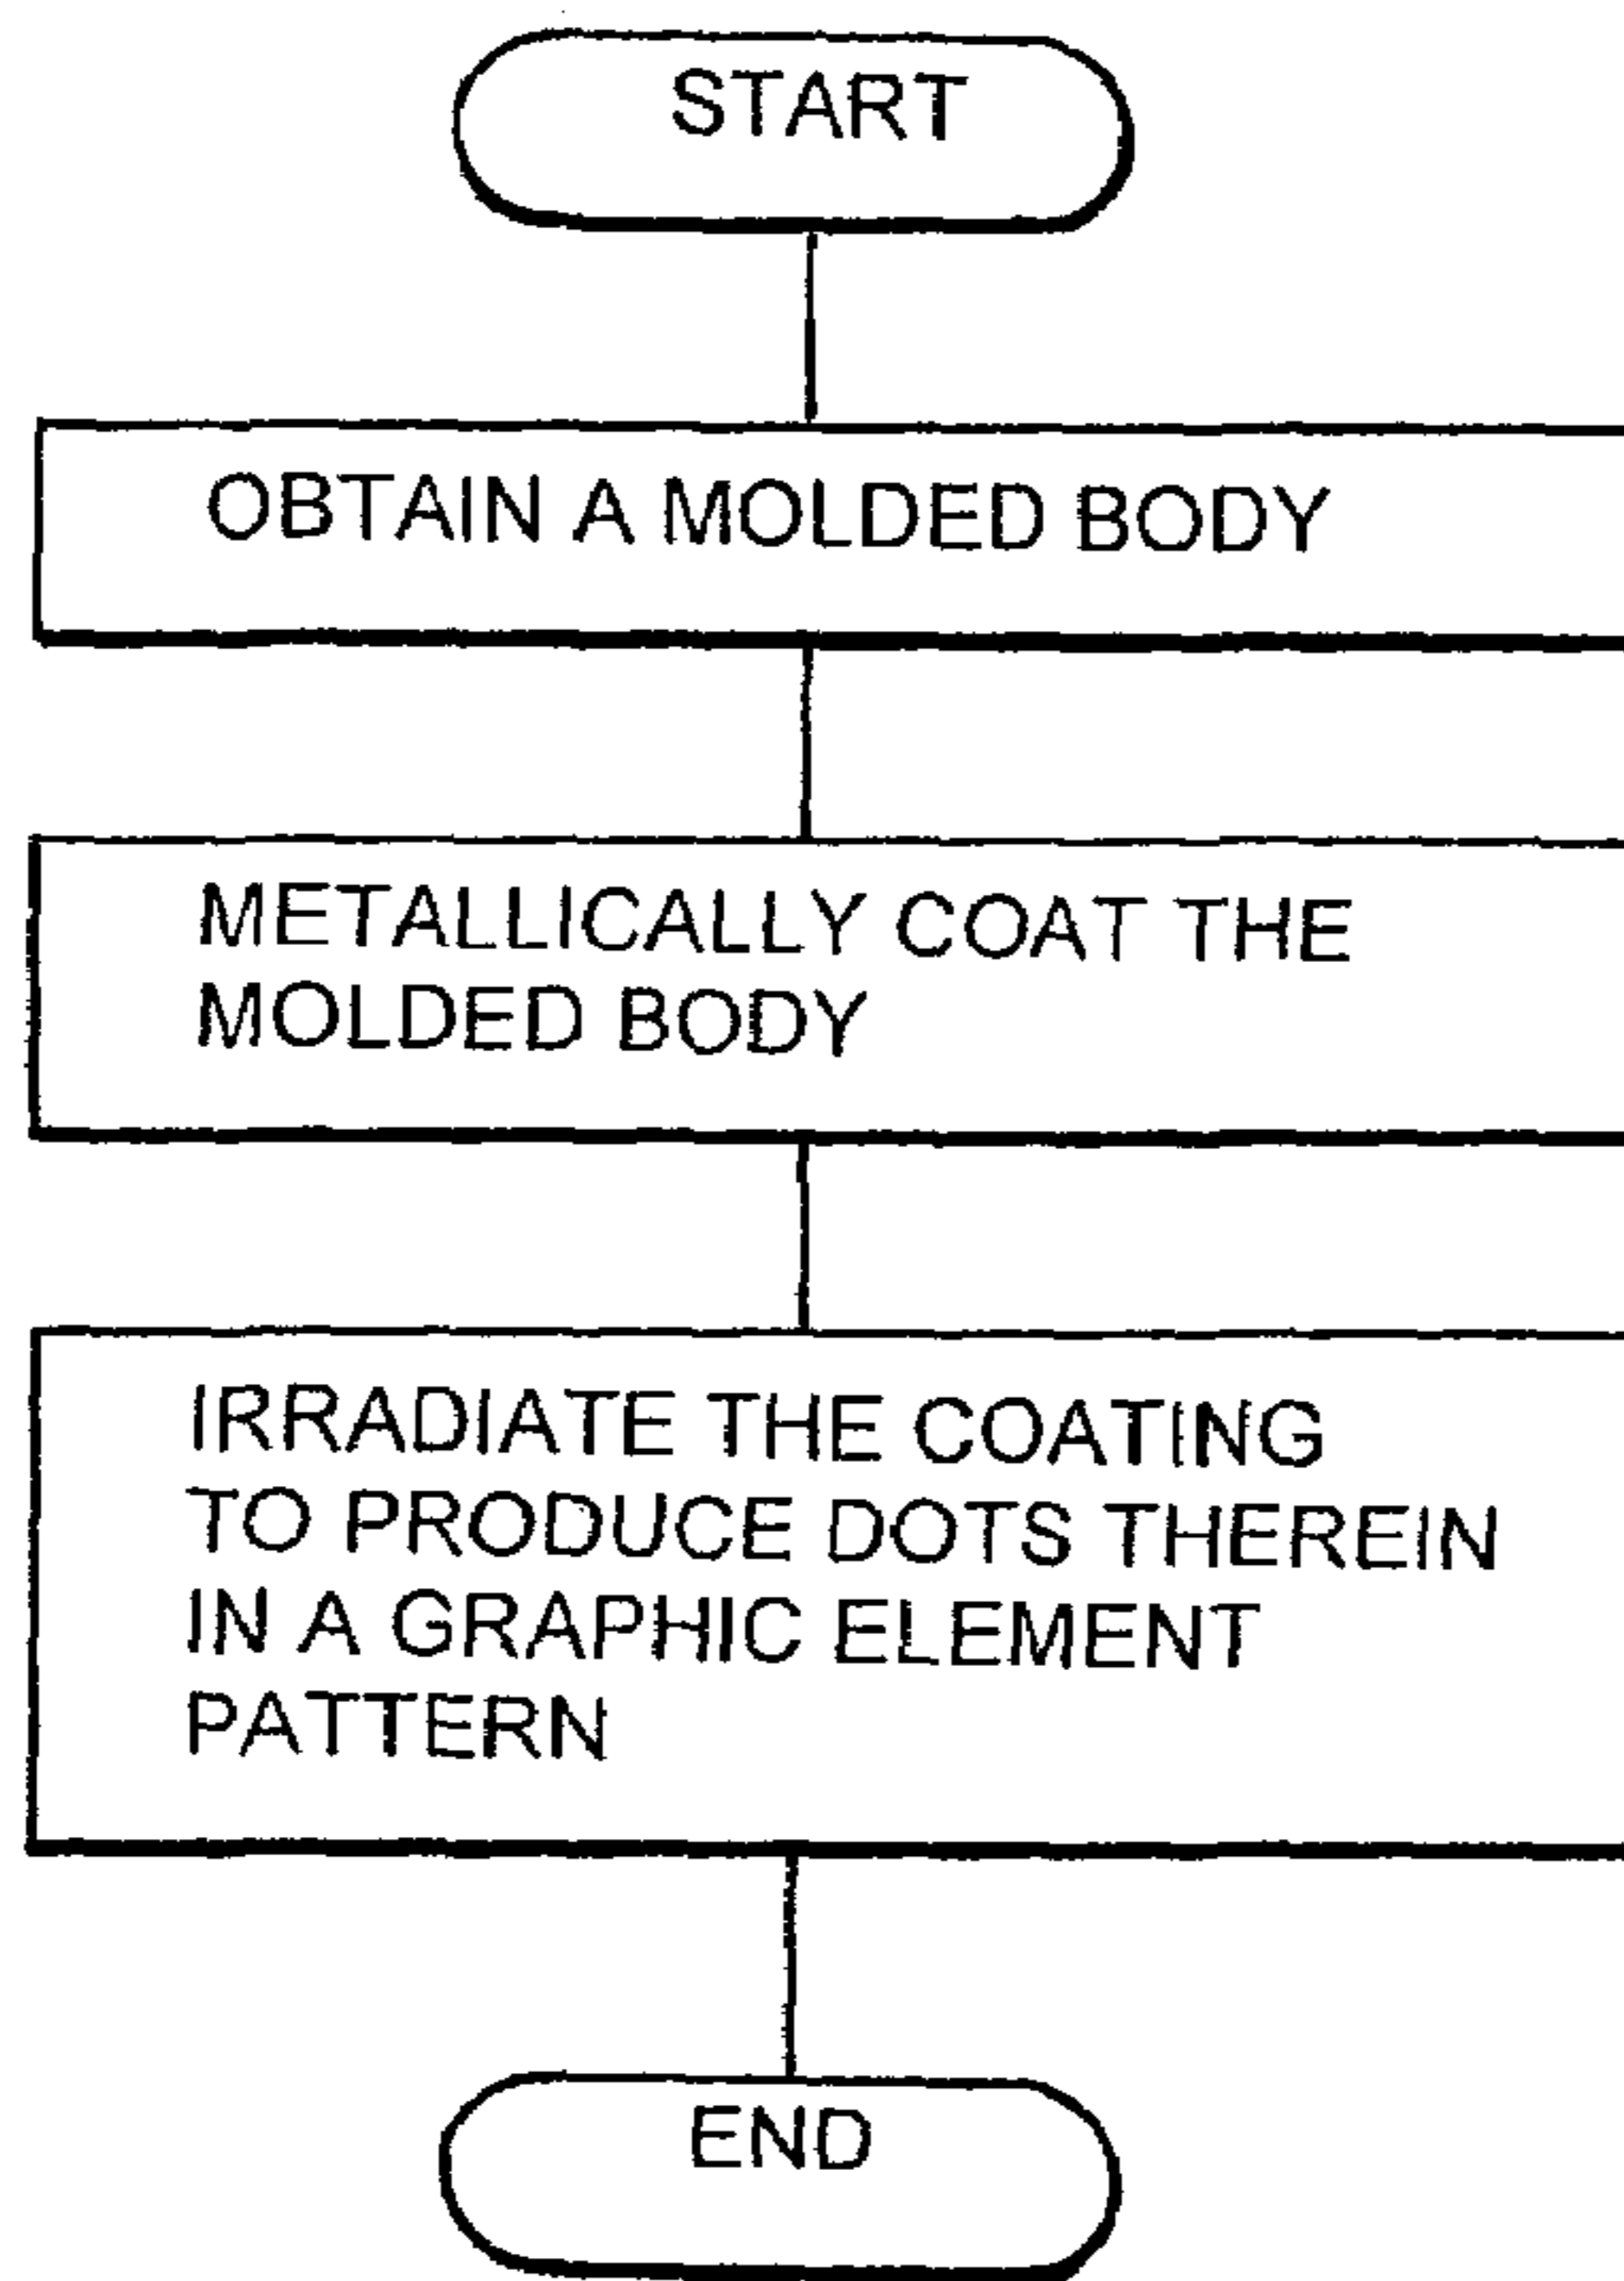 START
OBTAIN A MOLDED BODY
METALLICALLY COAT THE
MOLDED BODY
IRRADIATE THE COATING
TO PRODUCE DOTS THEREIN
IN A GRAPHIC ELEMENT
PATTERN
END